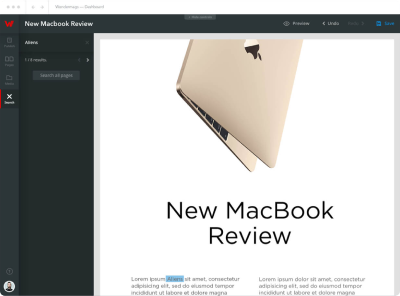 Wondermags — Dashboard
New Macbook Review
Preview
Undo
Save
Aliens
1 / 8 results
Search all pages
Search
New MacBook
Review
Lorem ipsum Aliens sit amet, consectetur
adipisicing elit, sed do eiusmod tempor
incididunt ut labore et dolore magna
Lorem ipsum dolor sit amet, consectetur
adipisicing elit, sed do eiusmod tempor
incididunt ut labore et dolore magna